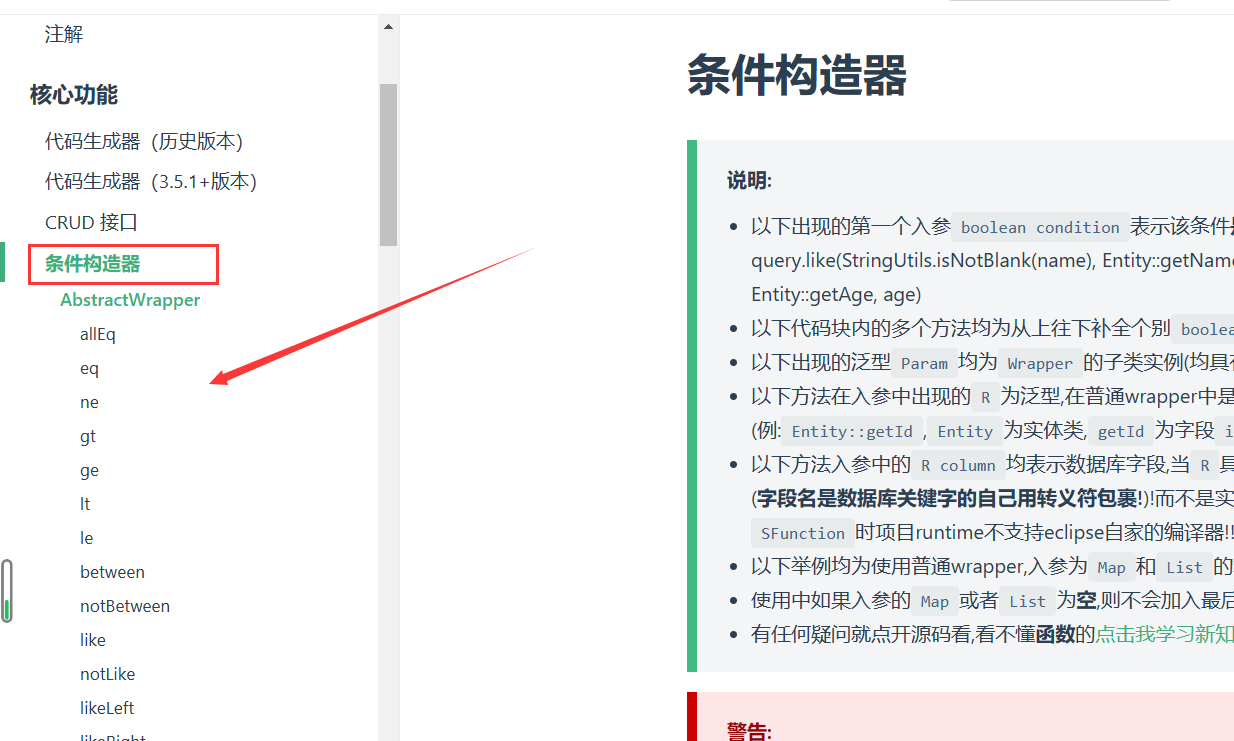 注解
核心功能
代码生成器（历史版本）
代码生成器（3.5.1+版本）
CRUD 接口
条件构造器
AbstractWrapper
allEq
eq
ne
gt
ge
lt
le
between
notBetween
like
notLike
likeLeft
likeRight
条件构造器
说明:
以下出现的第一个入参 boolean condition 表示该条件
query.like(StringUtils.isNotBlank(name), Entity::getName
Entity::getAge, age)
以下代码块内的多个方法均为从上往下补全个别 boolea
以下出现的泛型 Param 均为 Wrapper 的子类实例(均具
以下方法在入参中出现的 R 为泛型,在普通wrapper中是
(例: Entity::getId , Entity 为实体类, getId 为字段 i
以下方法入参中的 R column 均表示数据库字段,当 R 具
(字段名是数据库关键字的自己用转义符包裹!)!而不是实
SFunction 时项目runtime不支持eclipse自家的编译器!!
以下举例均为使用普通wrapper,入参为 Map 和 List 的
使用中如果入参的 Map 或者 List 为空,则不会加入最后
有任何疑问就点开源码看,看不懂函数的点击我学习新知
警告: